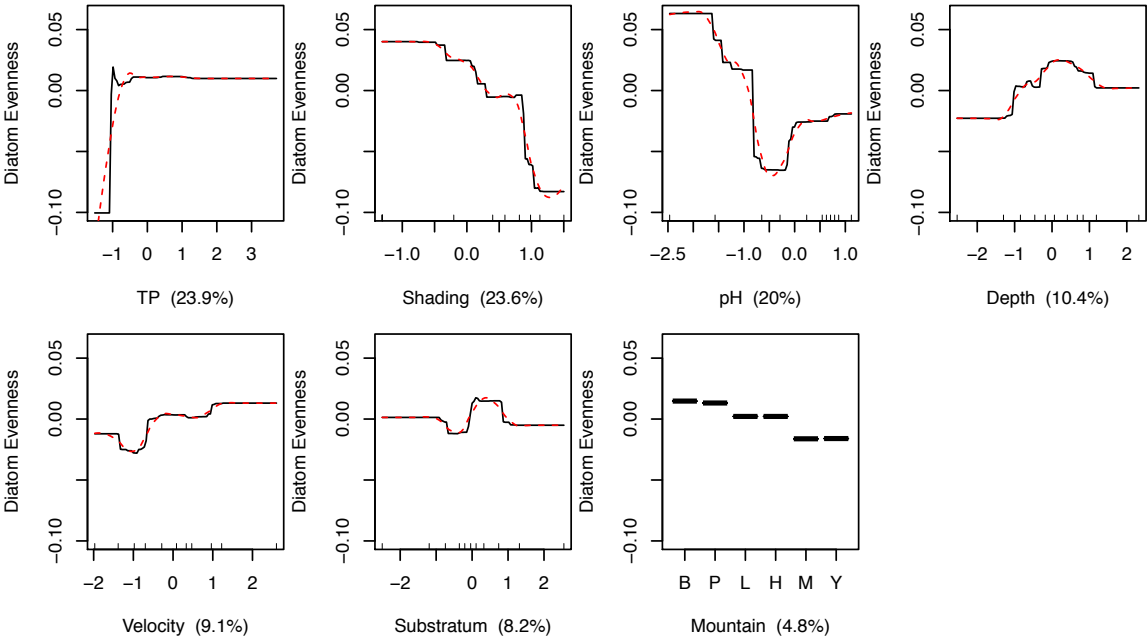 Diatom Evenness
0.05
0.00
−0.10
−1 0 1 2 3
TP (23.9%)
Diatom Evenness
0.05
0.00
−0.10
−1.0 0.0 1.0
Shading (23.6%)
Diatom Evenness
0.05
0.00
−0.10
−2.5 −1.0 0.0 1.0
pH (20%)
Diatom Evenness
0.05
0.00
−0.10
−2 −1 0 1 2
Depth (10.4%)
Diatom Evenness
0.05
0.00
−0.10
−2 −1 0 1 2
Velocity (9.1%)
Diatom Evenness
0.05
0.00
−0.10
−2 0 1 2
Substratum (8.2%)
Diatom Evenness
0.05
0.00
−0.10
B P L H M Y
Mountain (4.8%)